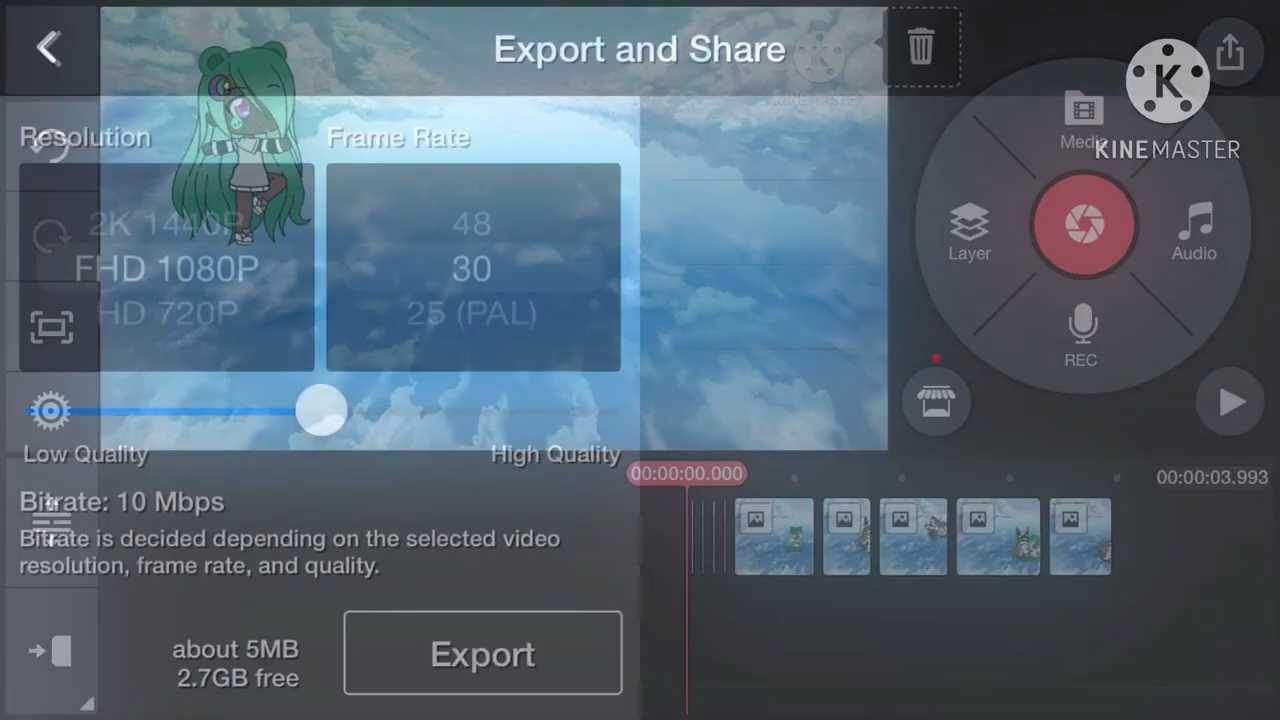 Export and Share
KINEMASTER
Resolution
Frame Rate
Media
KINEMASTER
2K 1440P
48
FHD 1080P
30
HD 720P
25 (PAL)
Layer
Audio
REC
Low Quality
High Quality
00:00:00.000
00:00:03.993
Bitrate: 10 Mbps
Bitrate is decided depending on the selected video
resolution, frame rate, and quality.
about 5MB
2.7GB free
Export